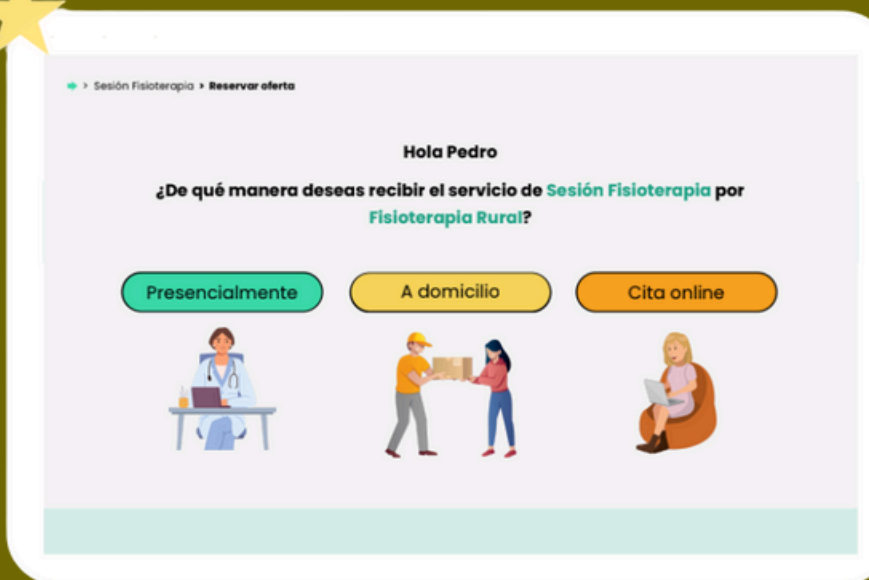 > Sesión Fisioterapia > Reservar oferta
Hola Pedro
¿De qué manera deseas recibir el servicio de Sesión Fisioterapia por
Fisioterapia Rural?
Presencialmente
A domicilio
Cita online